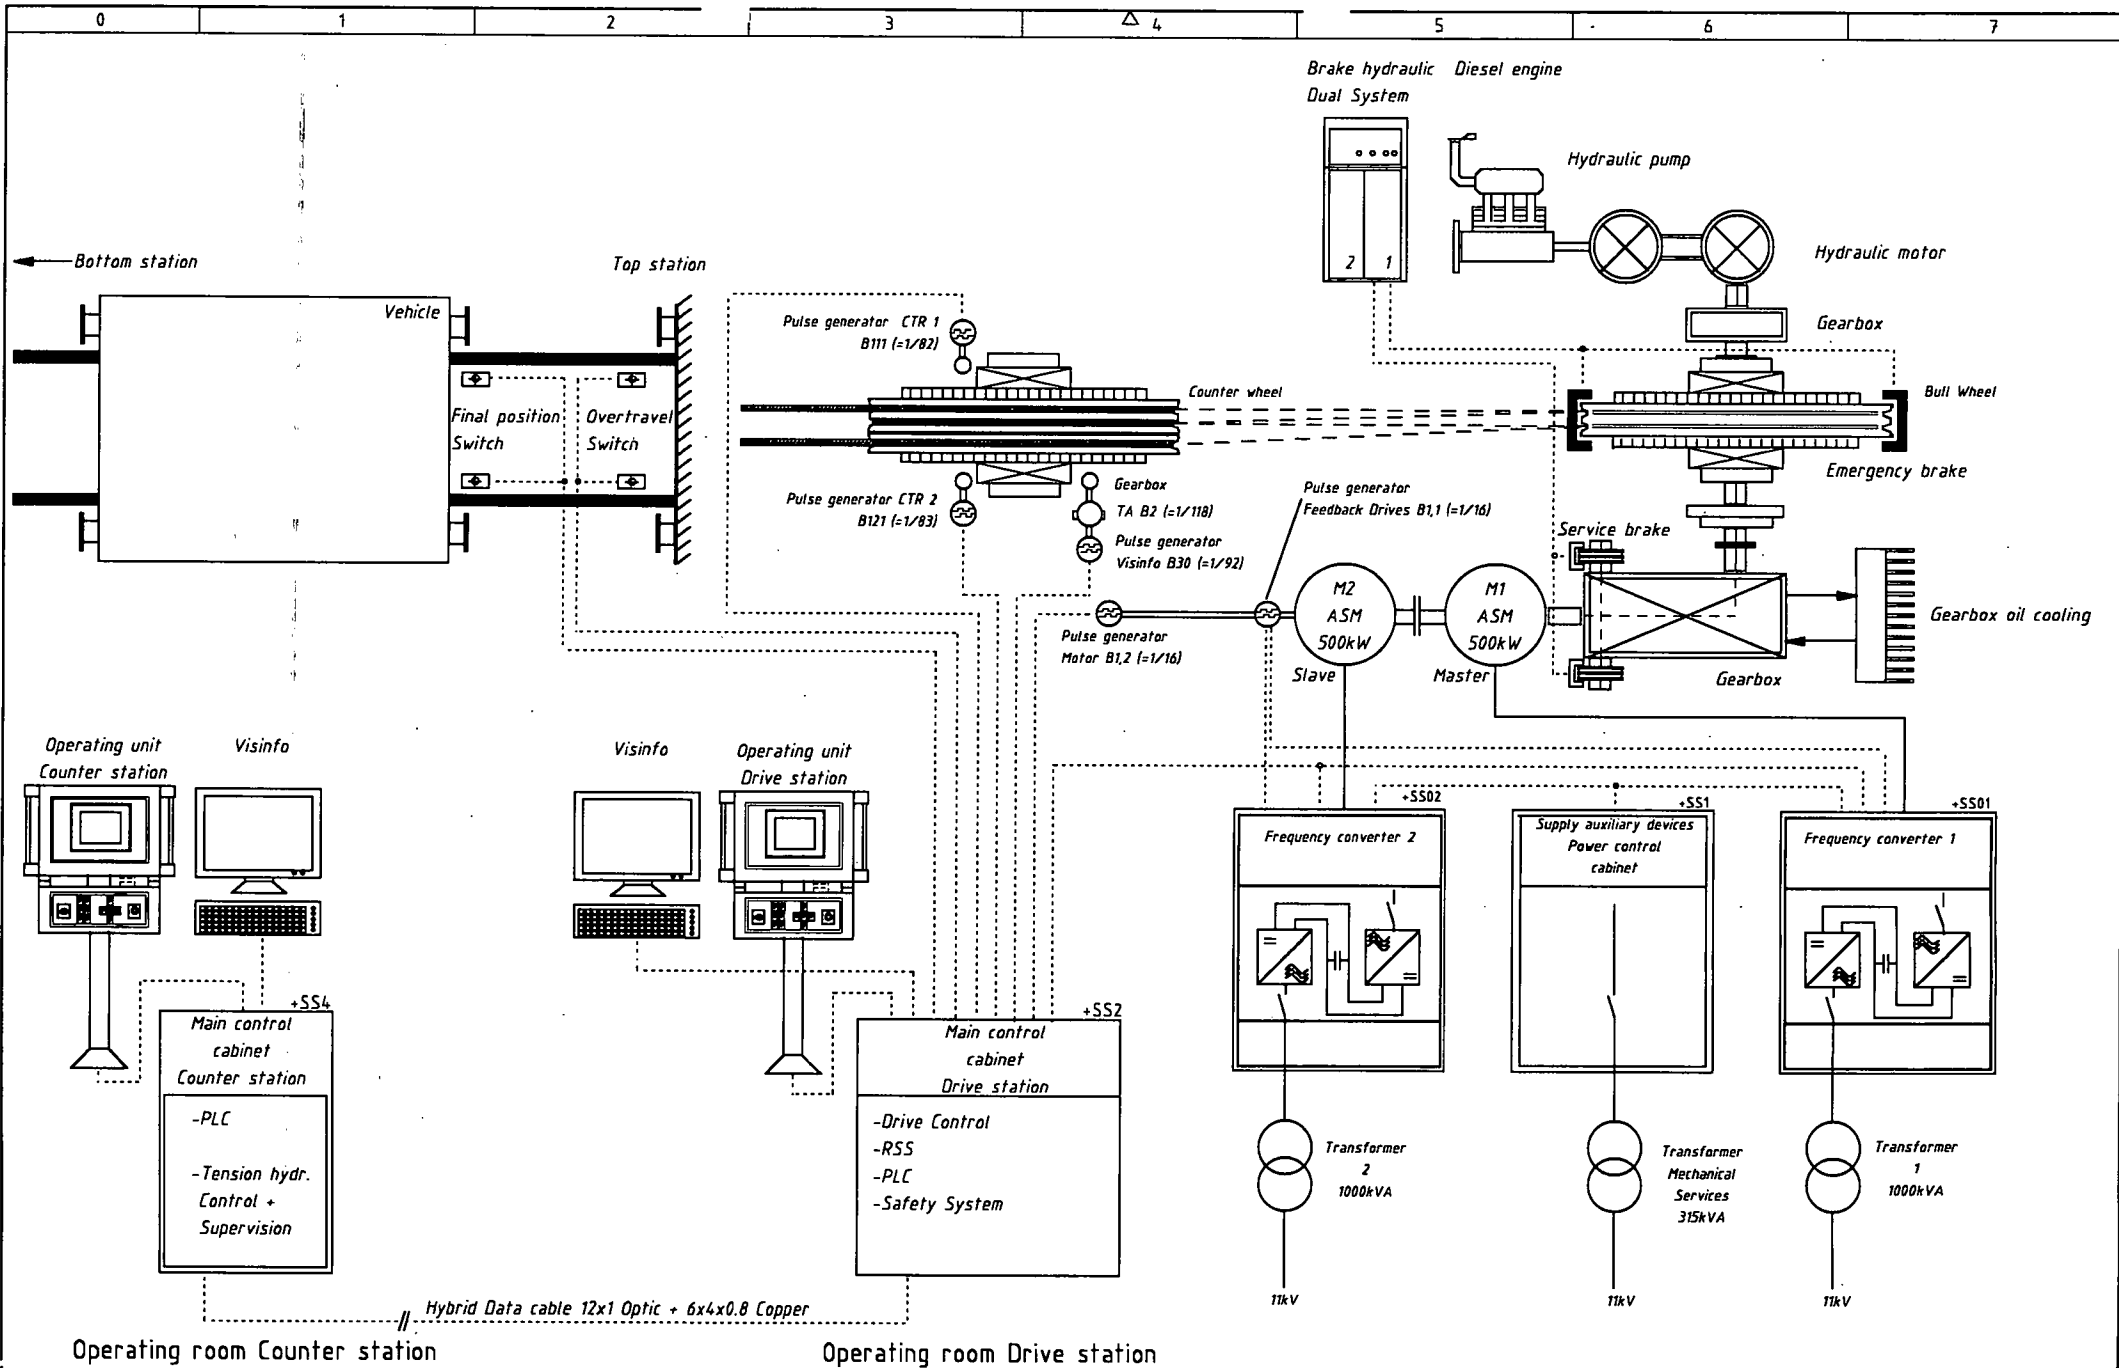 0 1 2 3 4 5 6 7
Brake hydraulic
Dual System
Diesel engine
Hydraulic pump
2 1
Hydraulic motor
Gearbox
Bottom station
Top station
Vehicle
Pulse generator CTR 1
B111 (=1/82)
Counter wheel
Bull Wheel
Final position
Switch
Overtravel
Switch
Emergency brake
Pulse generator CTR 2
B121 (=1/83)
Gearbox
TA B2 (=1/118)
Pulse generator
Visinfo B30 (=1/92)
Pulse generator
Feedback Drives B1,1 (=1/16)
Service brake
M2
ASM
500kW
Slave
M1
ASM
500kW
Master
Gearbox
Gearbox oil cooling
Pulse generator
Motor B1,2 (=1/16)
Operating unit
Counter station
Visinfo
Visinfo
Operating unit
Drive station
+SS02
Frequency converter 2
+SS1
Supply auxiliary devices
Power control
cabinet
+SS01
Frequency converter 1
+SS4
Main control
cabinet
Counter station
-PLC
-Tension hydr.
Control +
Supervision
+SS2
Main control
cabinet
Drive station
-Drive Control
-RSS
-PLC
-Safety System
Transformer
2
1000kVA
Transformer
Mechanical
Services
315kVA
Transformer
1
1000kVA
11kV
11kV
11kV
Hybrid Data cable 12x1 Optic + 6x4x0.8 Copper
Operating room Counter station
Operating room Drive station